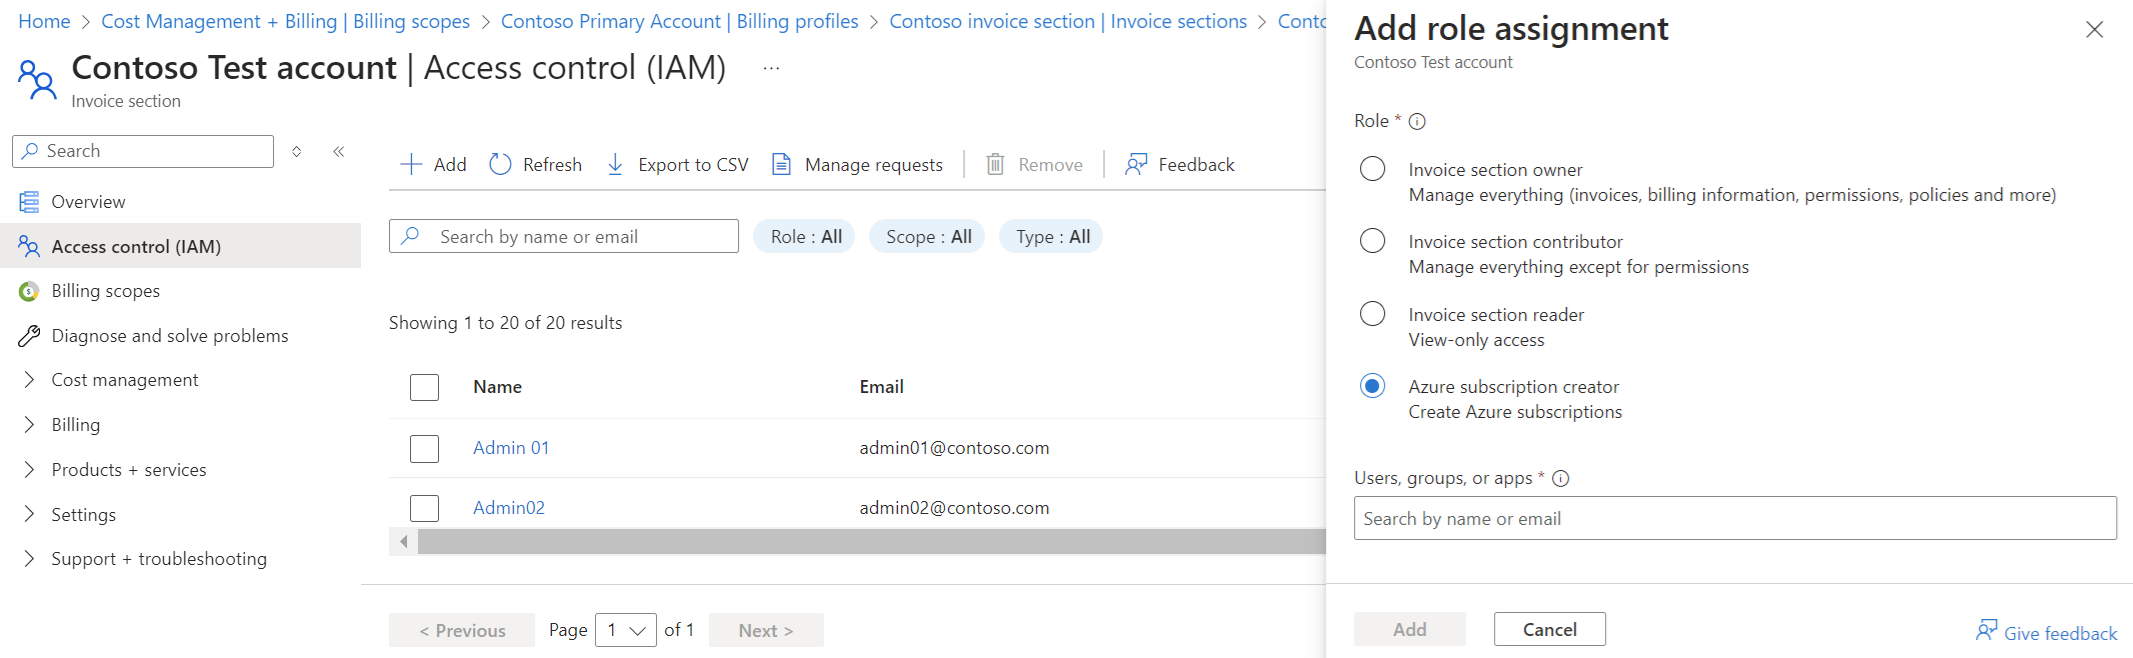 Home > Cost Management + Billing | Billing scopes > Contoso Primary Account | Billing profiles > Contoso invoice section | Invoice sections >
Contoso Test account | Access control (IAM) ...
Invoice section
Search
Overview
Access control (IAM)
Billing scopes
Diagnose and solve problems
Cost management
Billing
Products + services
Settings
Support + troubleshooting
Add Refresh Export to CSV Manage requests Remove Feedback
Search by name or email Role : All Scope : All Type : All
Showing 1 to 20 of 20 results
Name Email
Admin 01 admin01@contoso.com
Admin02 admin02@contoso.com
< Previous Page 1 of 1 Next >
Add role assignment
Contoso Test account
Role *
Invoice section owner
Manage everything (invoices, billing information, permissions, policies and more)
Invoice section contributor
Manage everything except for permissions
Invoice section reader
View-only access
Azure subscription creator
Create Azure subscriptions
Users, groups, or apps *
Search by name or email
Add Cancel Give feedback